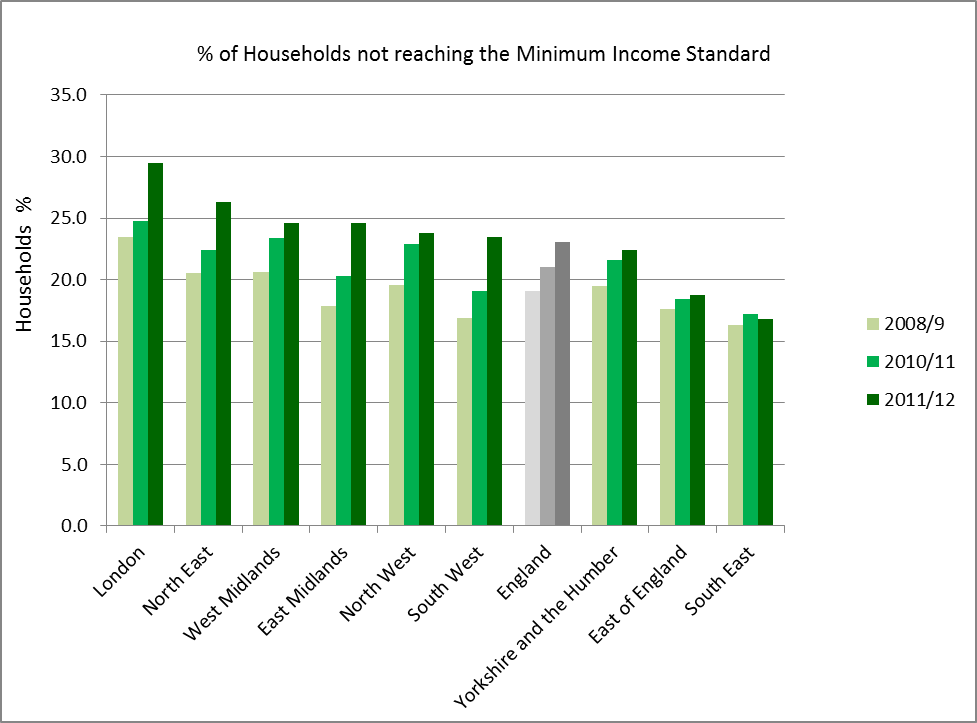 % of Households not reaching the Minimum Income Standard
35.0
30.0
25.0
20.0
15.0
10.0
5.0
0.0
Households %
London
North East
West Midlands
East Midlands
North West
South West
England
Yorkshire and the Humber
East of England
South East
2008/9
2010/11
2011/12